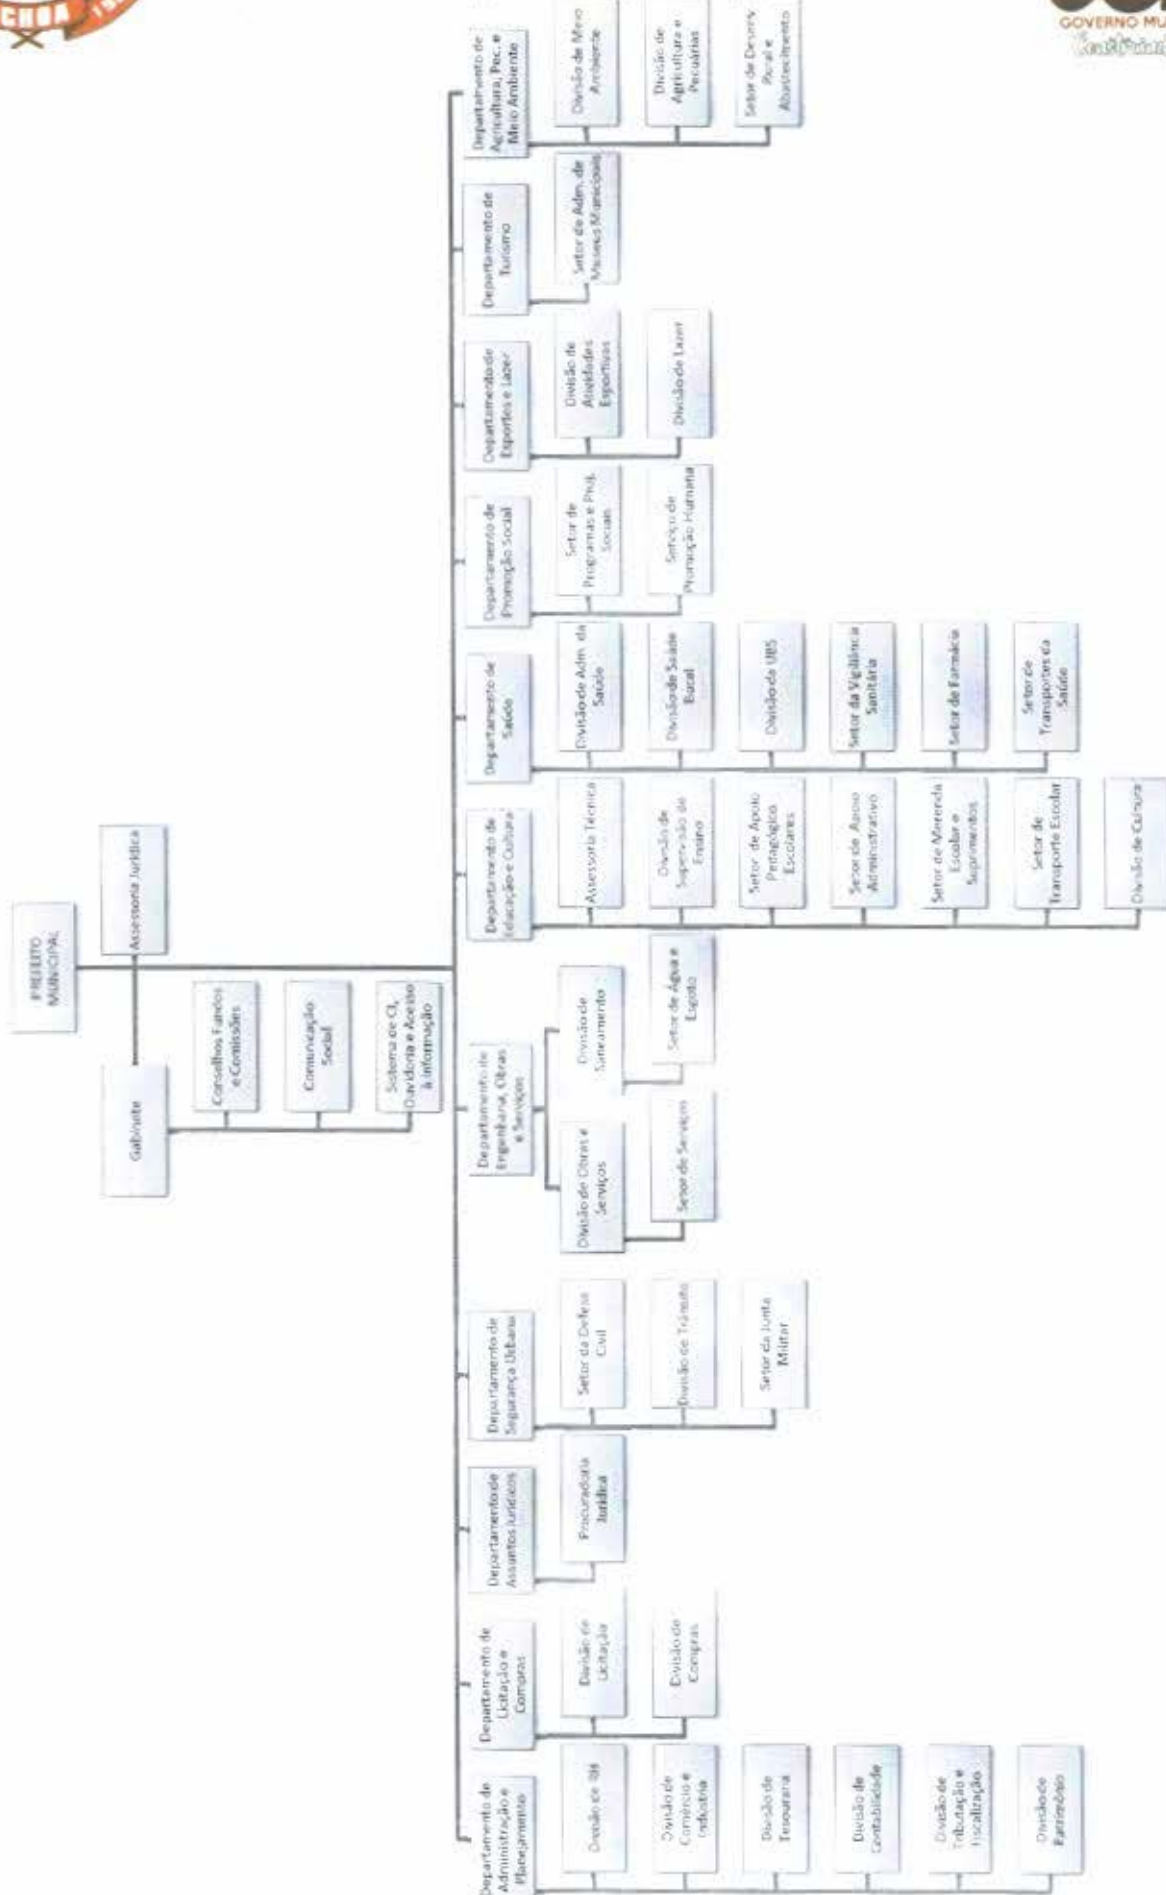 CHOA
GOVERNO MU
PREFEITO
MUNICIPAL
Gabinete
Assessoria Jurídica
Conselhos Fundos
e Comissões
Comunicação
Social
Sistema de CI,
Ouvidoria e Acesso
à Informação
Departamento de
Administração e
Planejamento
Divisão de RH
Divisão de
Comércio e
Indústria
Divisão de
Tesouraria
Divisão de
Contabilidade
Divisão de
Tributação e
Fiscalização
Divisão de
Patrimônio
Departamento de
Licitação e
Compras
Divisão de
Licitação
Divisão de
Compras
Departamento de
Assuntos Jurídicos
Procuradoria
Jurídica
Departamento de
Segurança Urbana
Setor da Defesa
Civil
Divisão de Trânsito
Setor da Junta
Militar
Departamento de
Engenharia, Obras
e Serviços
Divisão de Obras e
Serviços
Setor de Serviços
Divisão de
Saneamento
Setor de Água e
Esgoto
Departamento de
Educação e Cultura
Assessoria Técnica
Divisão de
Supervisão de
Ensino
Setor de Apoio
Pedagógico
Escolares
Setor de Apoio
Administrativo
Setor de Merenda
Escolar e
Suprimentos
Setor de
Transporte Escolar
Divisão de Cultura
Departamento de
Saúde
Divisão de Adm. da
Saúde
Divisão de Saúde
Bucal
Divisão da UBS
Setor da Vigilância
Sanitária
Setor de Farmácia
Setor de
Transportes da
Saúde
Departamento de
Promoção Social
Setor de
Programas e Proj.
Sociais
Serviço de
Promoção Humana
Departamento de
Esportes e Lazer
Divisão de
Atividades
Esportivas
Divisão de Lazer
Departamento de
Turismo
Setor de Adm. de
Museus Municipais
Departamento de
Agricultura, Pec. e
Meio Ambiente
Divisão de Meio
Ambiente
Divisão de
Agricultura e
Pecuárias
Setor de Desenv.
Rural e
Abastecimento